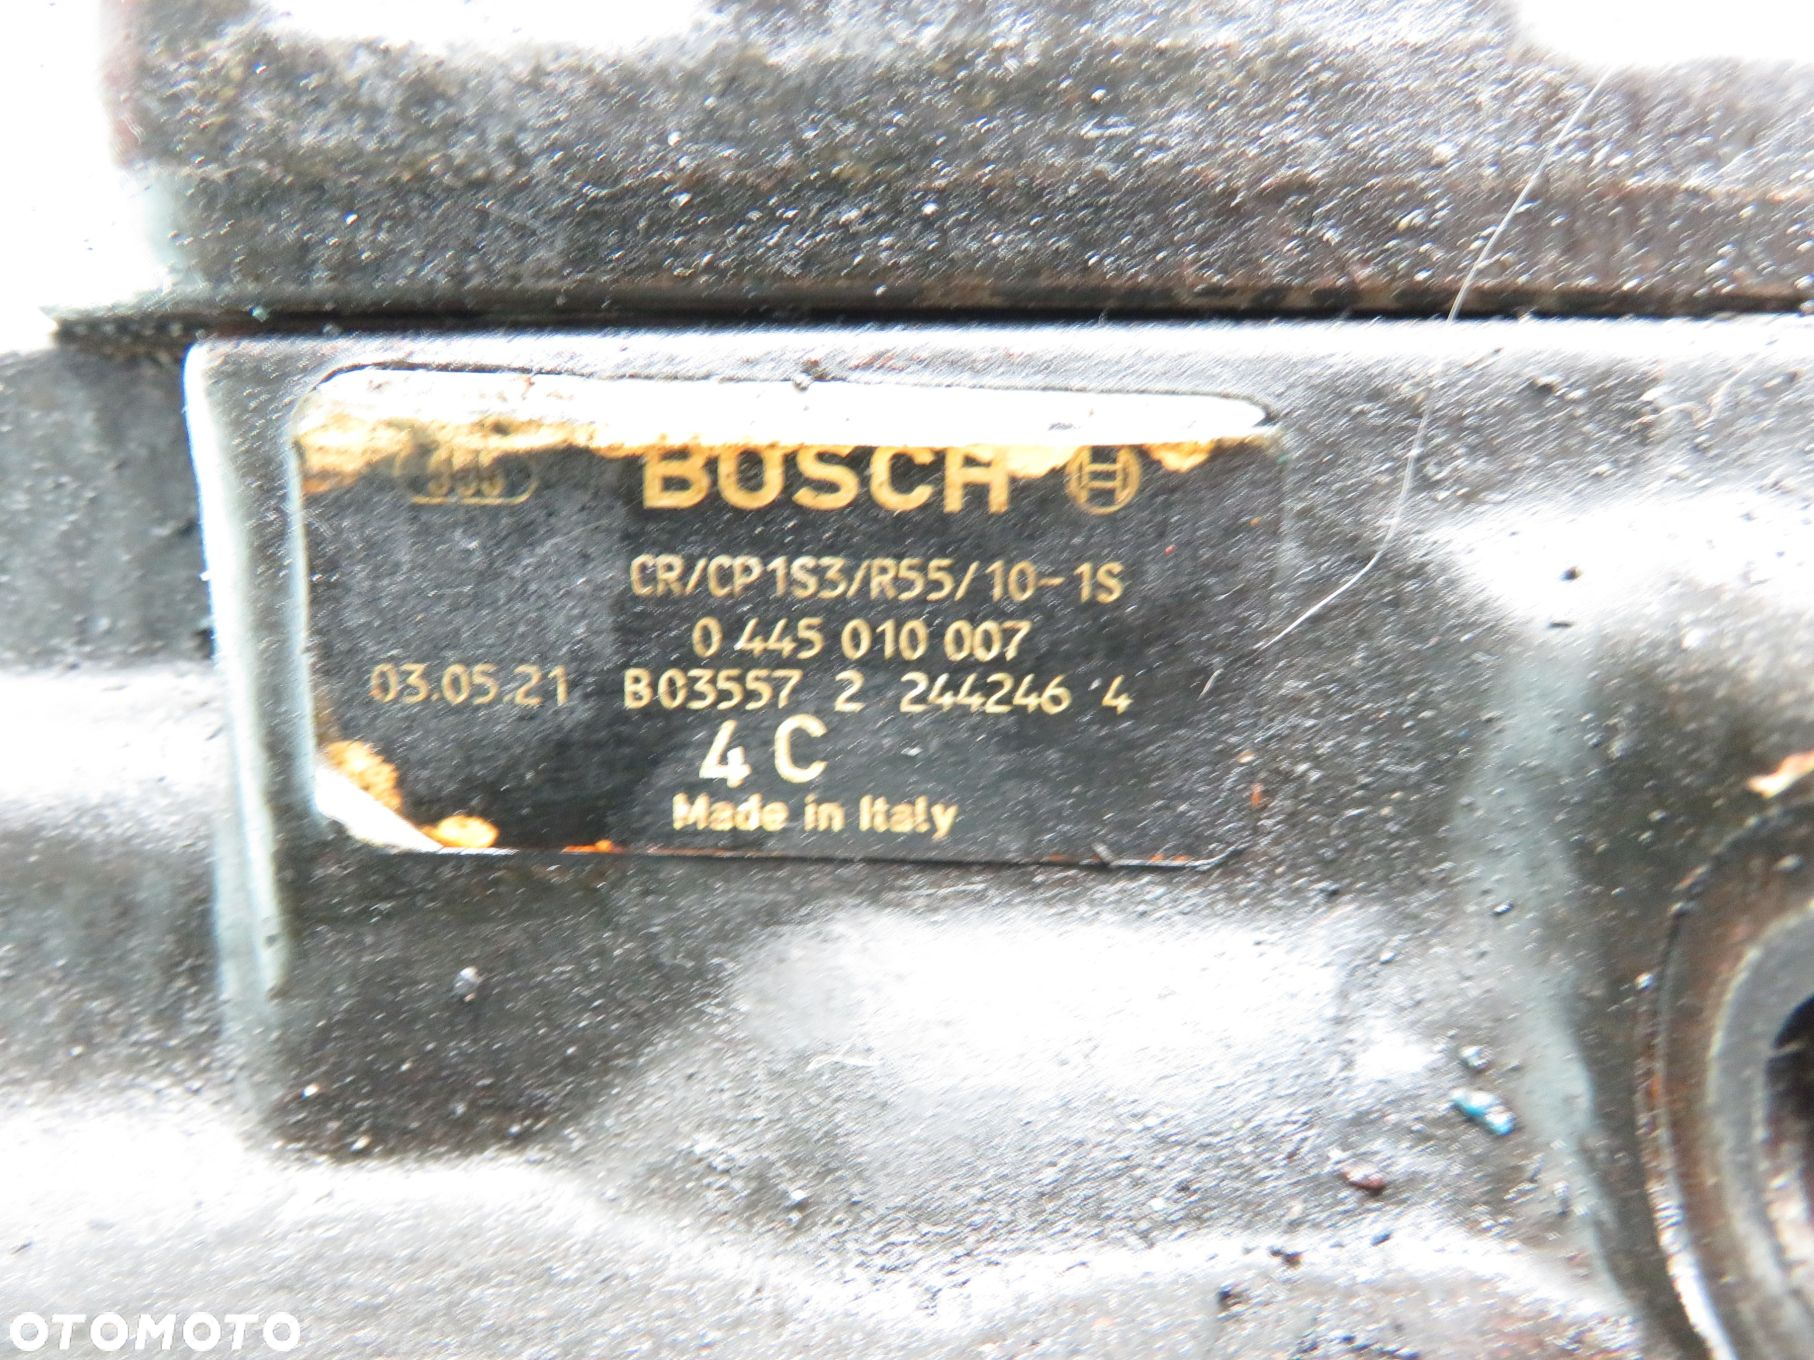 BOSCH
CR/CP1S3/R55/10-1S
0 445 010 007
03.05.21 B03557 2 244246 4
4C
Made in Italy
OTOMOTO